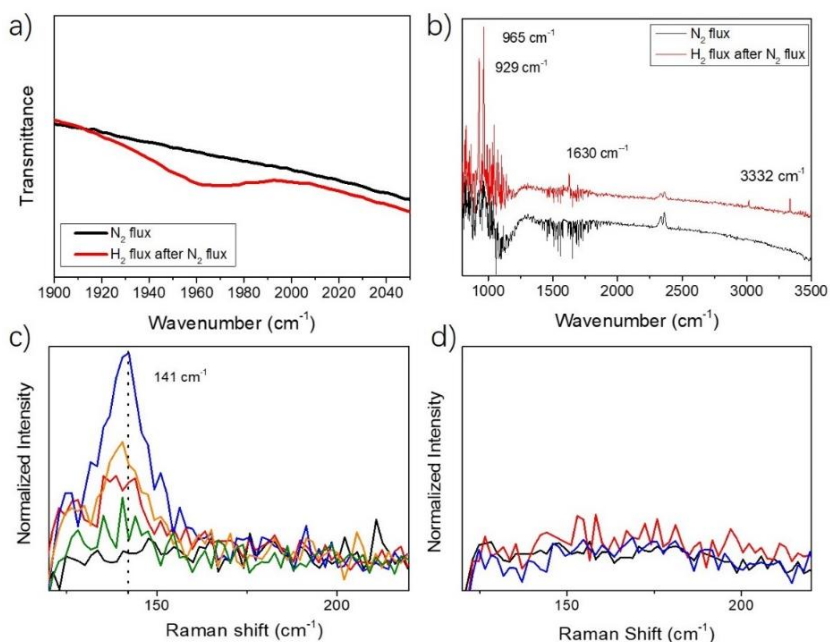 a)
Transmittance
N₂ flux
H₂ flux after N₂ flux
1900 1920 1940 1960 1980 2000 2020 2040
Wavenumber (cm⁻¹)
b)
965 cm⁻¹
929 cm⁻¹
1630 cm⁻¹
3332 cm⁻¹
N₂ flux
H₂ flux after N₂ flux
1000 1500 2000 2500 3000 3500
Wavenumber (cm⁻¹)
c)
Normalized Intensity
141 cm⁻¹
150 200
Raman shift (cm⁻¹)
d)
Normalized Intensity
150 200
Raman Shift (cm⁻¹)